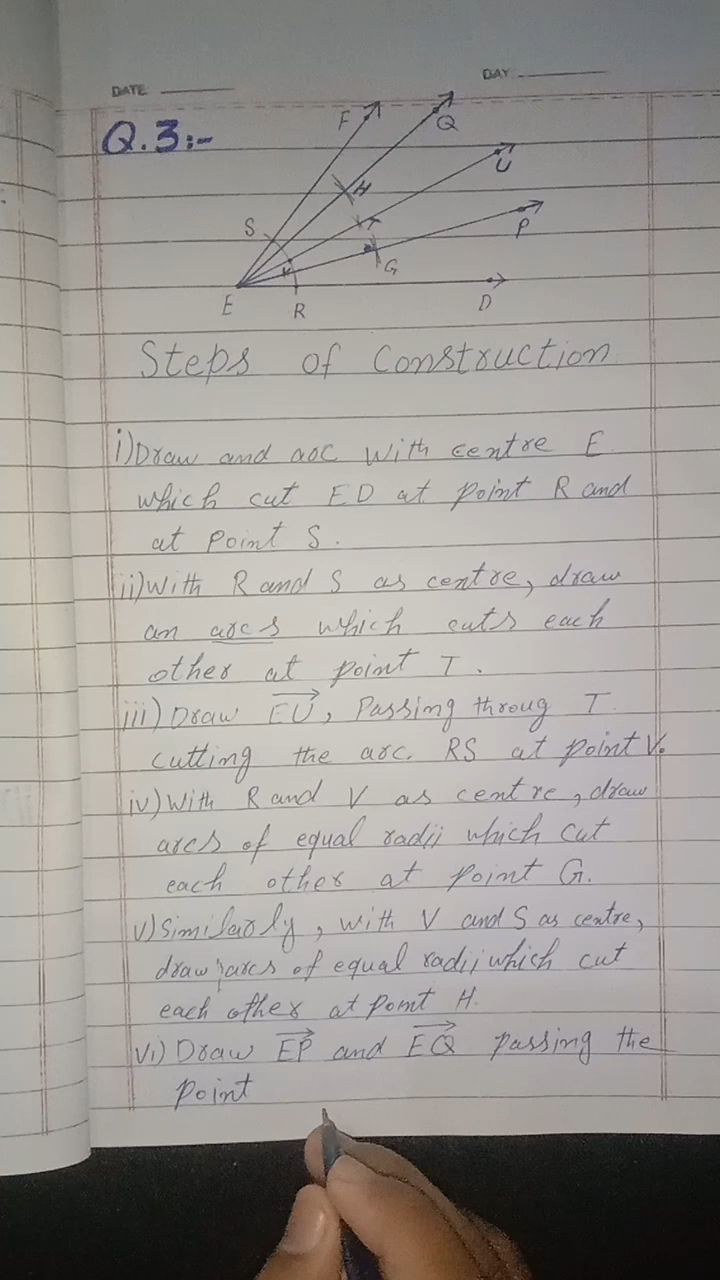 DATE
DAY
Q.3:-
F
Q
U
H
S
T
P
V
G
E
R
D
Steps of Construction
i) Draw and arc with centre E
which cut ED at point R and
at point S.
ii) With R and S as centre, draw
an arcs which cuts each
other at point T.
iii) Draw EU, Passing throug T
cutting the arc. RS at point V.
iv) With R and V as centre, draw
arcs of equal radii which cut
each other at point G.
v) Similarly, with V and S as centre,
draw arcs of equal radii which cut
each other at point H.
vi) Draw EP and EQ passing the
point